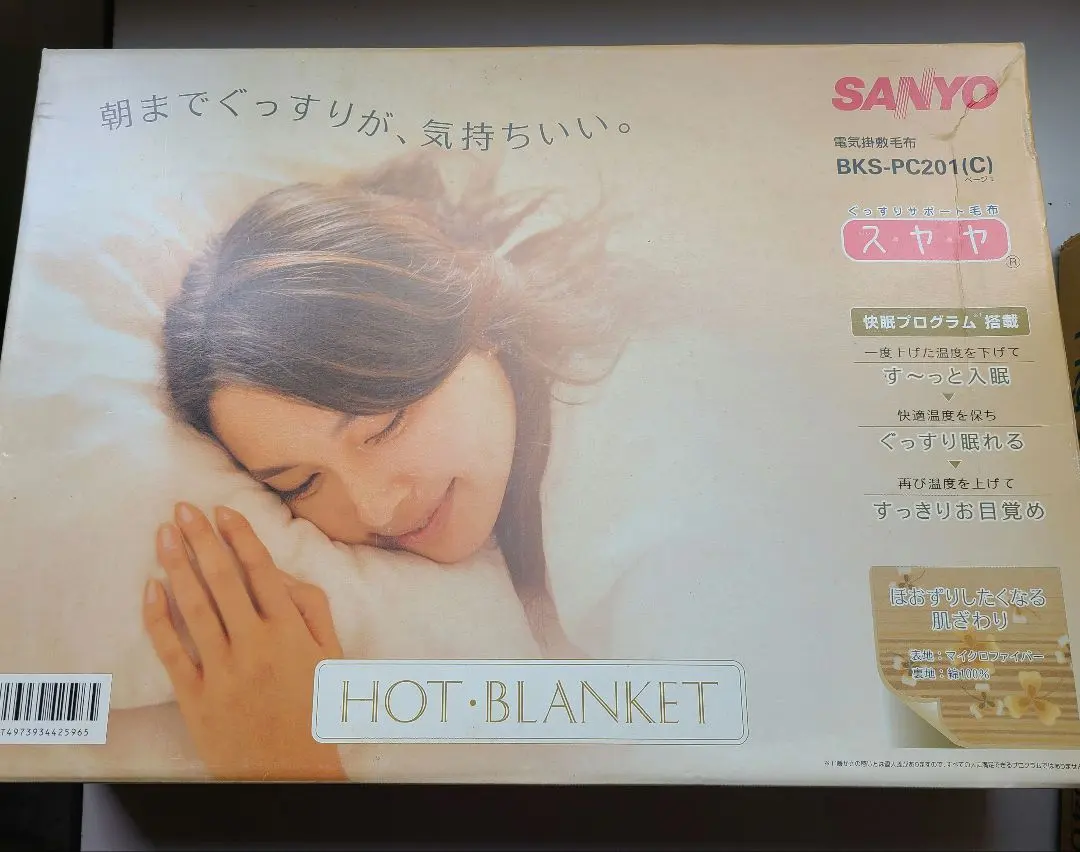 朝までぐっすりが、気持ちいい。
SANYO
電気掛敷毛布
BKS-PC201(C)
ベージュ
ぐっすりサポート毛布
ス・ヤ・ヤ
®
快眠プログラム 搭載
一度上げた温度を下げて
す〜っと入眠
▼
快適温度を保ち
ぐっすり眠れる
▼
再び温度を上げて
すっきりお目覚め
ほおずりしたくなる
肌ざわり
表地：マイクロファイバー
裏地：綿100%
HOT・BLANKET
4973934425965